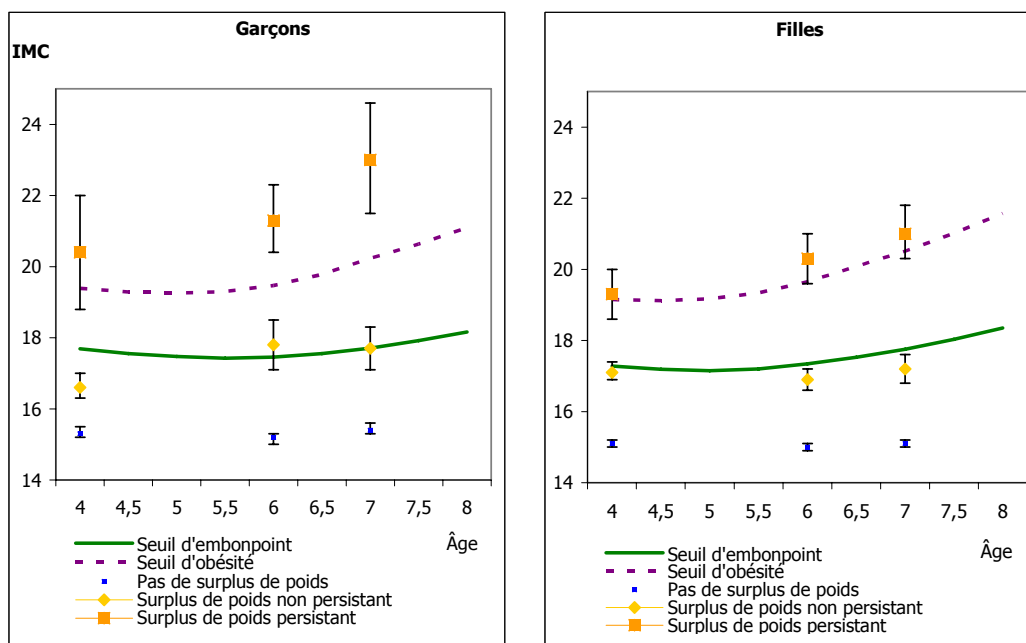 Garçons
IMC
24
22
20
18
16
14
4 4,5 5 5,5 6 6,5 7 7,5 8
Âge
Seuil d'embonpoint
Seuil d'obésité
Pas de surplus de poids
Surplus de poids non persistant
Surplus de poids persistant
Filles
24
22
20
18
16
14
4 4,5 5 5,5 6 6,5 7 7,5 8
Âge
Seuil d'embonpoint
Seuil d'obésité
Pas de surplus de poids
Surplus de poids non persistant
Surplus de poids persistant